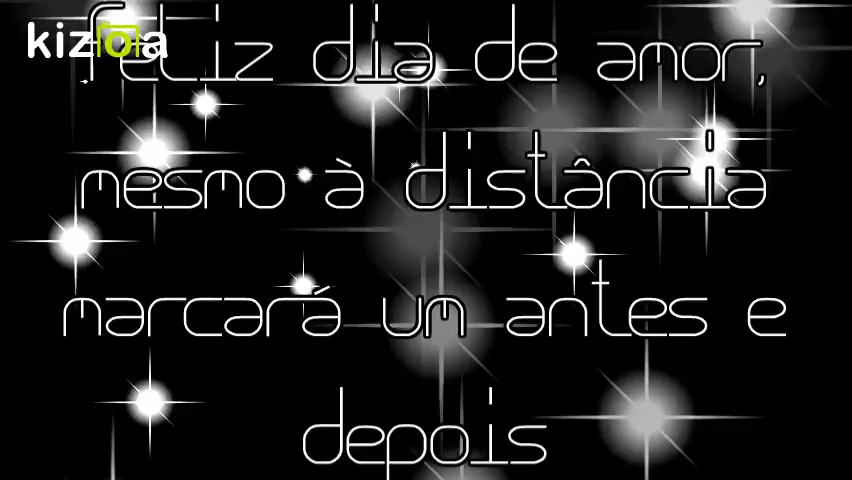 kizoa
feliz dia de amor,
mesmo à distância
marcará um antes e
depois